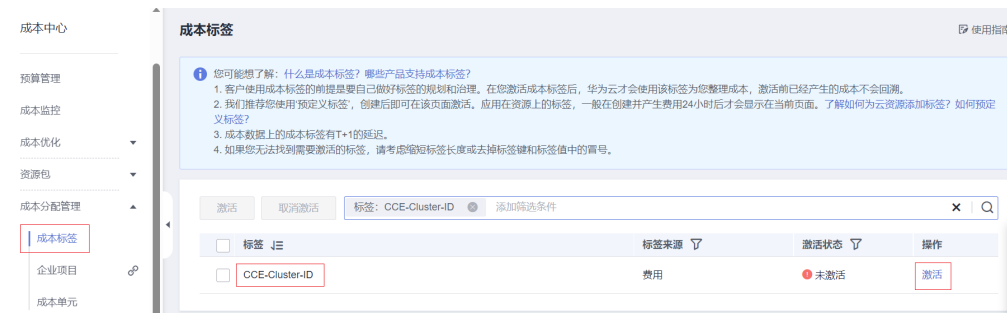 成本中心
预算管理
成本监控
成本优化
资源包
成本分配管理
成本标签
企业项目
成本单元
成本标签
使用指南
您可能想了解：什么是成本标签？哪些产品支持成本标签？
1. 客户使用成本标签的前提是要自己做好标签的规划和治理。在您激活成本标签后，华为云才会使用该标签为您整理成本，激活前已经产生的成本不会回溯。
2. 我们推荐您使用'预定义标签'，创建后即可在该页激活。应用在资源上的标签，一般在创建并产生费用24小时后才会显示在当前页。了解如何为云资源添加标签？如何预定
义标签？
3. 成本数据上的成本标签有T+1的延迟。
4. 如果您无法找到需要激活的标签，请考虑缩短标签长度或去掉标签键和标签值中的冒号。
激活 取消激活 标签：CCE-Cluster-ID 添加筛选条件
标签 标签来源 激活状态 操作
CCE-Cluster-ID 费用 未激活 激活